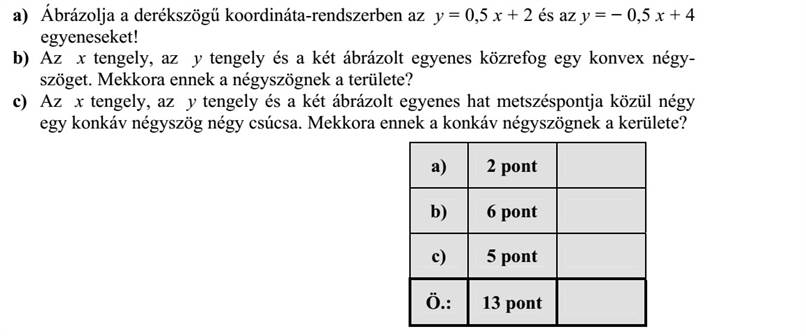 a) Ábrázolja a derékszögű koordináta-rendszerben az y = 0,5 x + 2 és az y = − 0,5 x + 4
egyeneseket!
b) Az x tengely, az y tengely és a két ábrázolt egyenes közrefog egy konvex négy-
szöget. Mekkora ennek a négyszögnek a területe?
c) Az x tengely, az y tengely és a két ábrázolt egyenes hat metszéspontja közül négy
egy konkáv négyszög négy csúcsa. Mekkora ennek a konkáv négyszögnek a kerülete?
a) 2 pont
b) 6 pont
c) 5 pont
Ö.: 13 pont